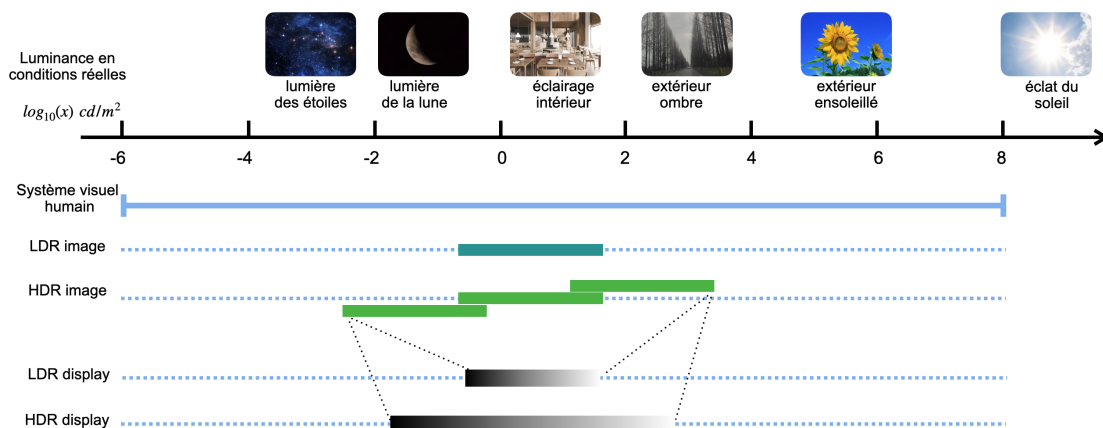 Luminance en
conditions réelles
log₁₀(x) cd/m²
lumière
des étoiles
lumière
de la lune
éclairage
intérieur
extérieur
ombre
extérieur
ensoleillé
éclat du
soleil
-6 -4 -2 0 2 4 6 8
Système visuel
humain
LDR image
HDR image
LDR display
HDR display